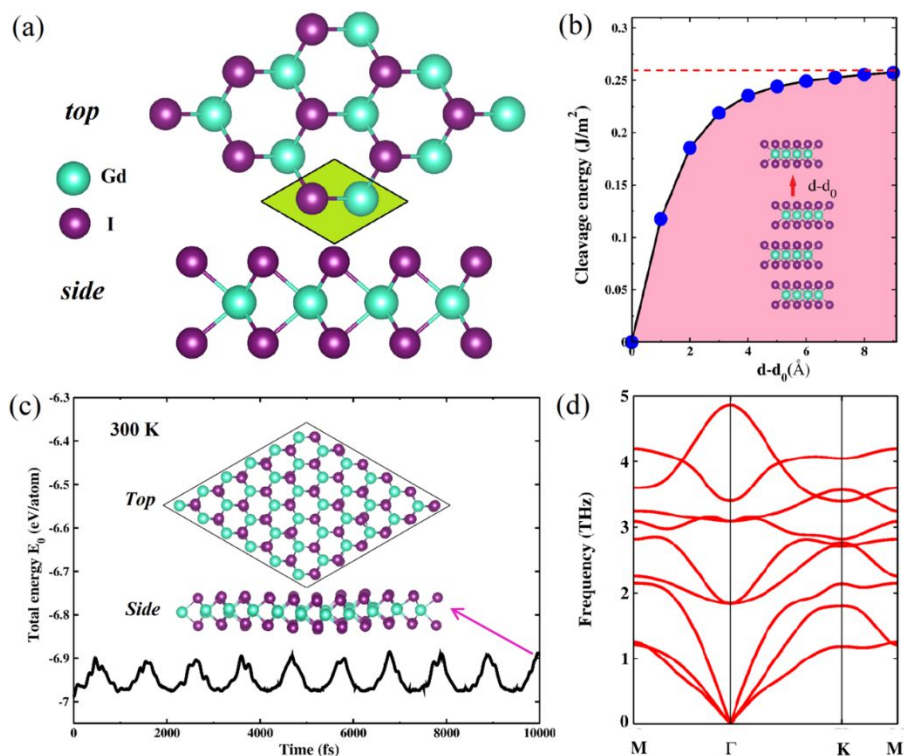 (a)
top
Gd
I
side
(b)
Cleavage energy (J/m²)
0.3
0.25
0.2
0.15
0.1
0.05
0
0 2 4 6 8
d-d₀(Å)
d-d₀
(c)
Total energy E₀ (eV/atom)
-6.3
-6.4
-6.5
-6.6
-6.7
-6.8
-6.9
-7
300 K
Top
Side
0 2000 4000 6000 8000 10000
Time (fs)
(d)
Frequency (THz)
5
4
3
2
1
0
M Γ K M